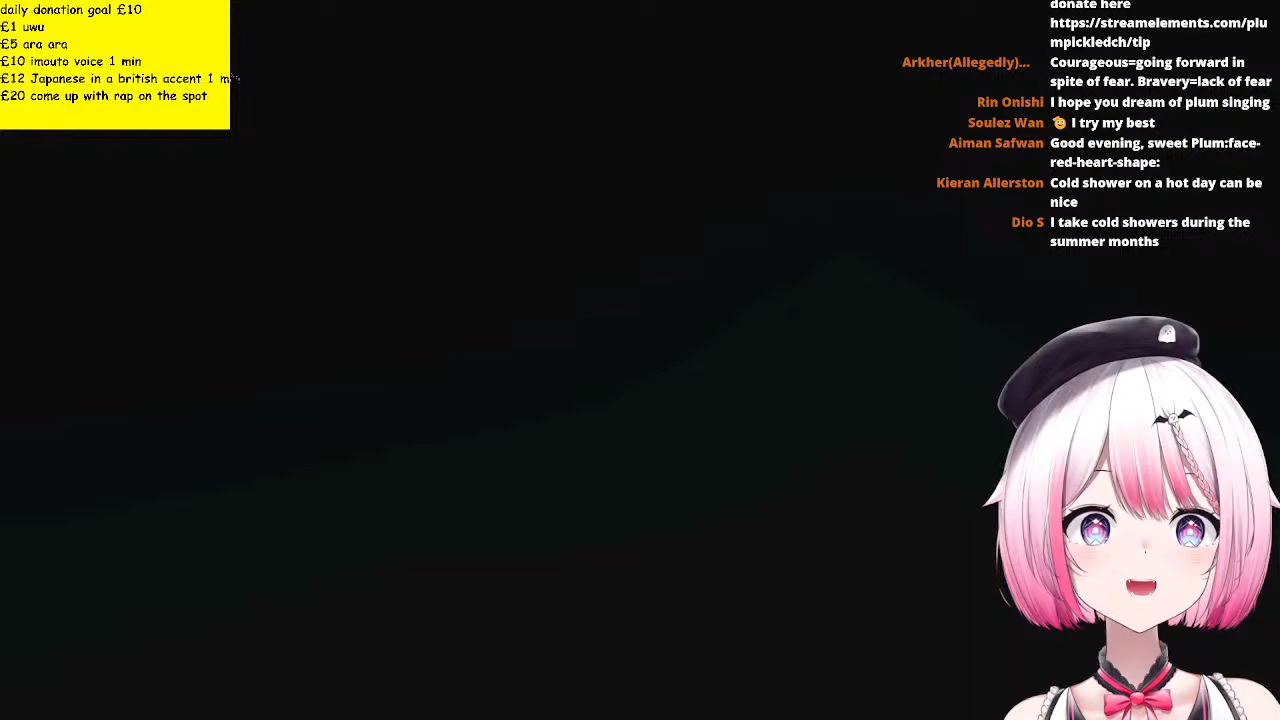 daily donation goal £10
£1 uwu
£5 ara ara
£10 imouto voice 1 min
£12 Japanese in a british accent 1
£20 come up with rap on the spot
donate here
https://streamelements.com/plu
mpickledch/tip
Arkher(Allegedly)... Courageous=going forward in
spite of fear. Bravery=lack of fear
Rin Onishi I hope you dream of plum singing
Soulez Wan I try my best
Aiman Safwan Good evening, sweet Plum:face-
red-heart-shape:
Kieran Allerston Cold shower on a hot day can be
nice
Dio S I take cold showers during the
summer months